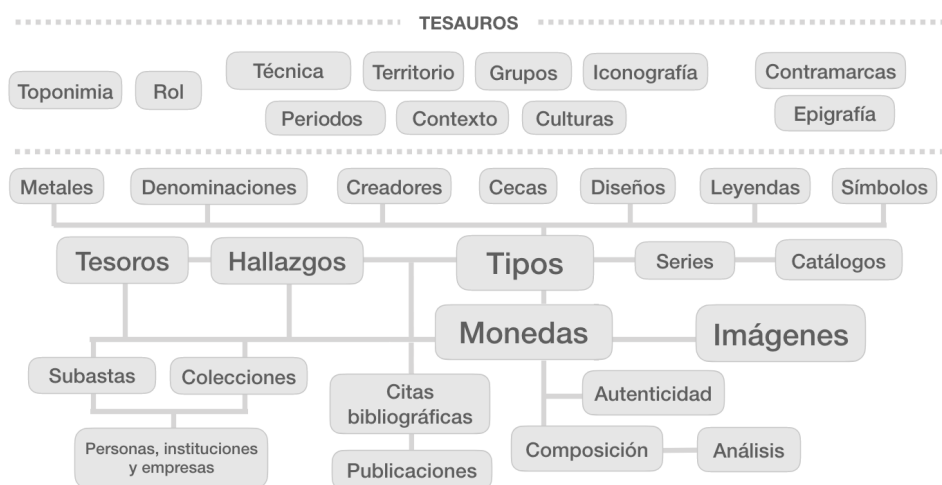 TESAUROS
Toponimia
Rol
Técnica
Territorio
Grupos
Iconografía
Contramarcas
Periodos
Contexto
Culturas
Epigrafía
Metales
Denominaciones
Creadores
Cecas
Diseños
Leyendas
Símbolos
Tesoros
Hallazgos
Tipos
Series
Catálogos
Monedas
Imágenes
Subastas
Colecciones
Citas
bibliográficas
Autenticidad
Personas, instituciones
y empresas
Publicaciones
Composición
Análisis